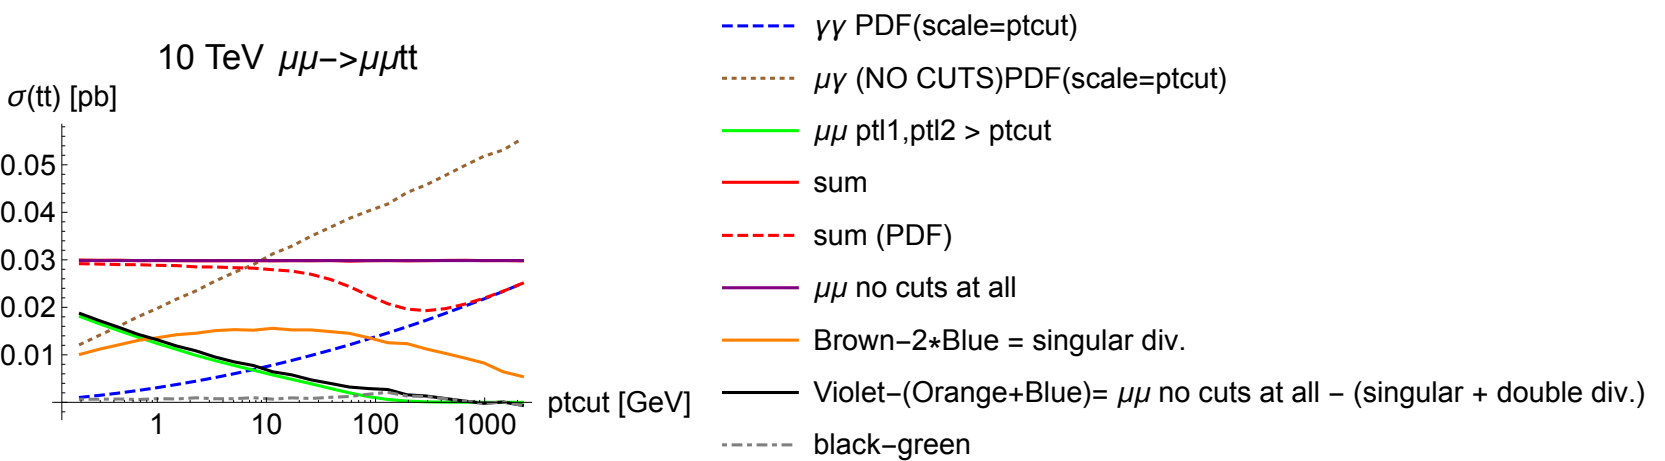 10 TeV μμ−>μμtt
σ(tt) [pb]
0.05
0.04
0.03
0.02
0.01
1
10
100
1000
ptcut [GeV]
γγ PDF(scale=ptcut)
μγ (NO CUTS)PDF(scale=ptcut)
μμ ptl1,ptl2 > ptcut
sum
sum (PDF)
μμ no cuts at all
Brown−2*Blue = singular div.
Violet−(Orange+Blue)= μμ no cuts at all − (singular + double div.)
black−green